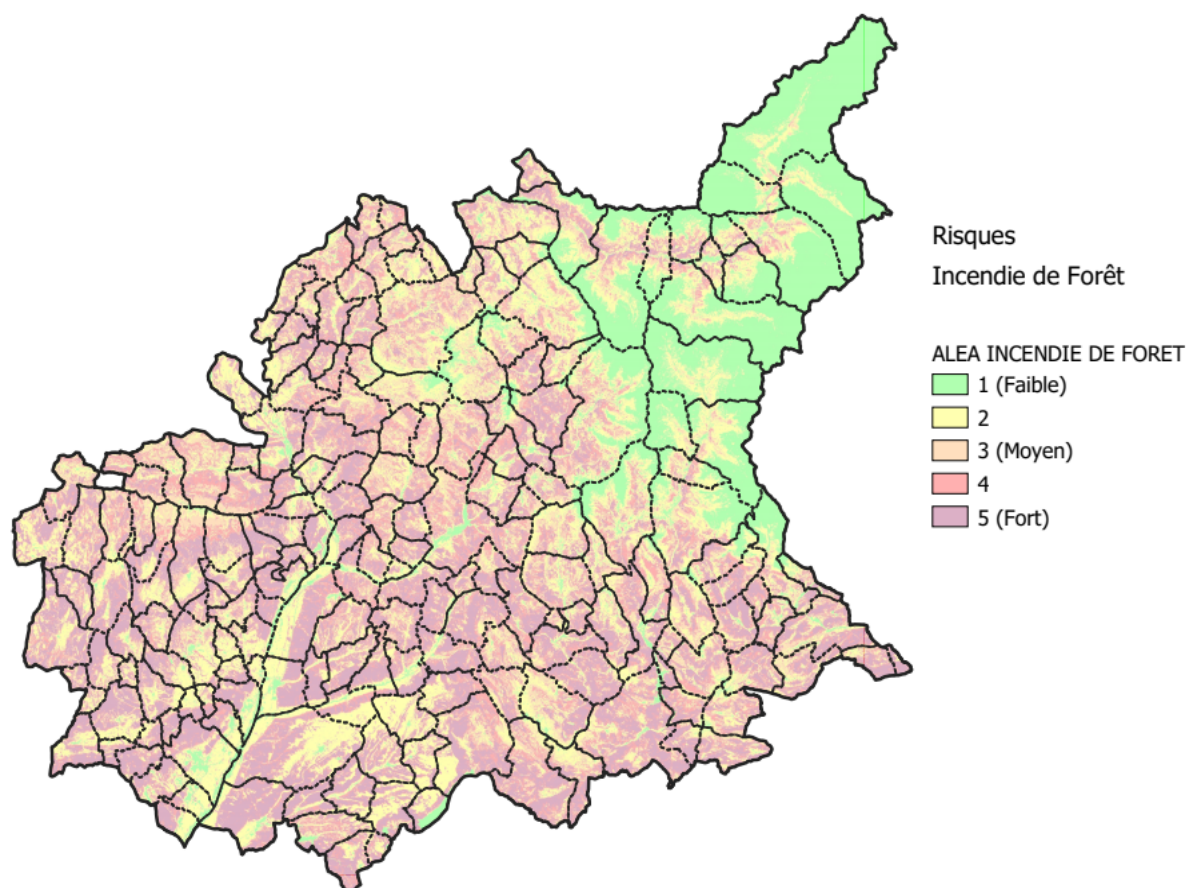 Risques
Incendie de Forêt
ALEA INCENDIE DE FORET
1 (Faible)
2
3 (Moyen)
4
5 (Fort)